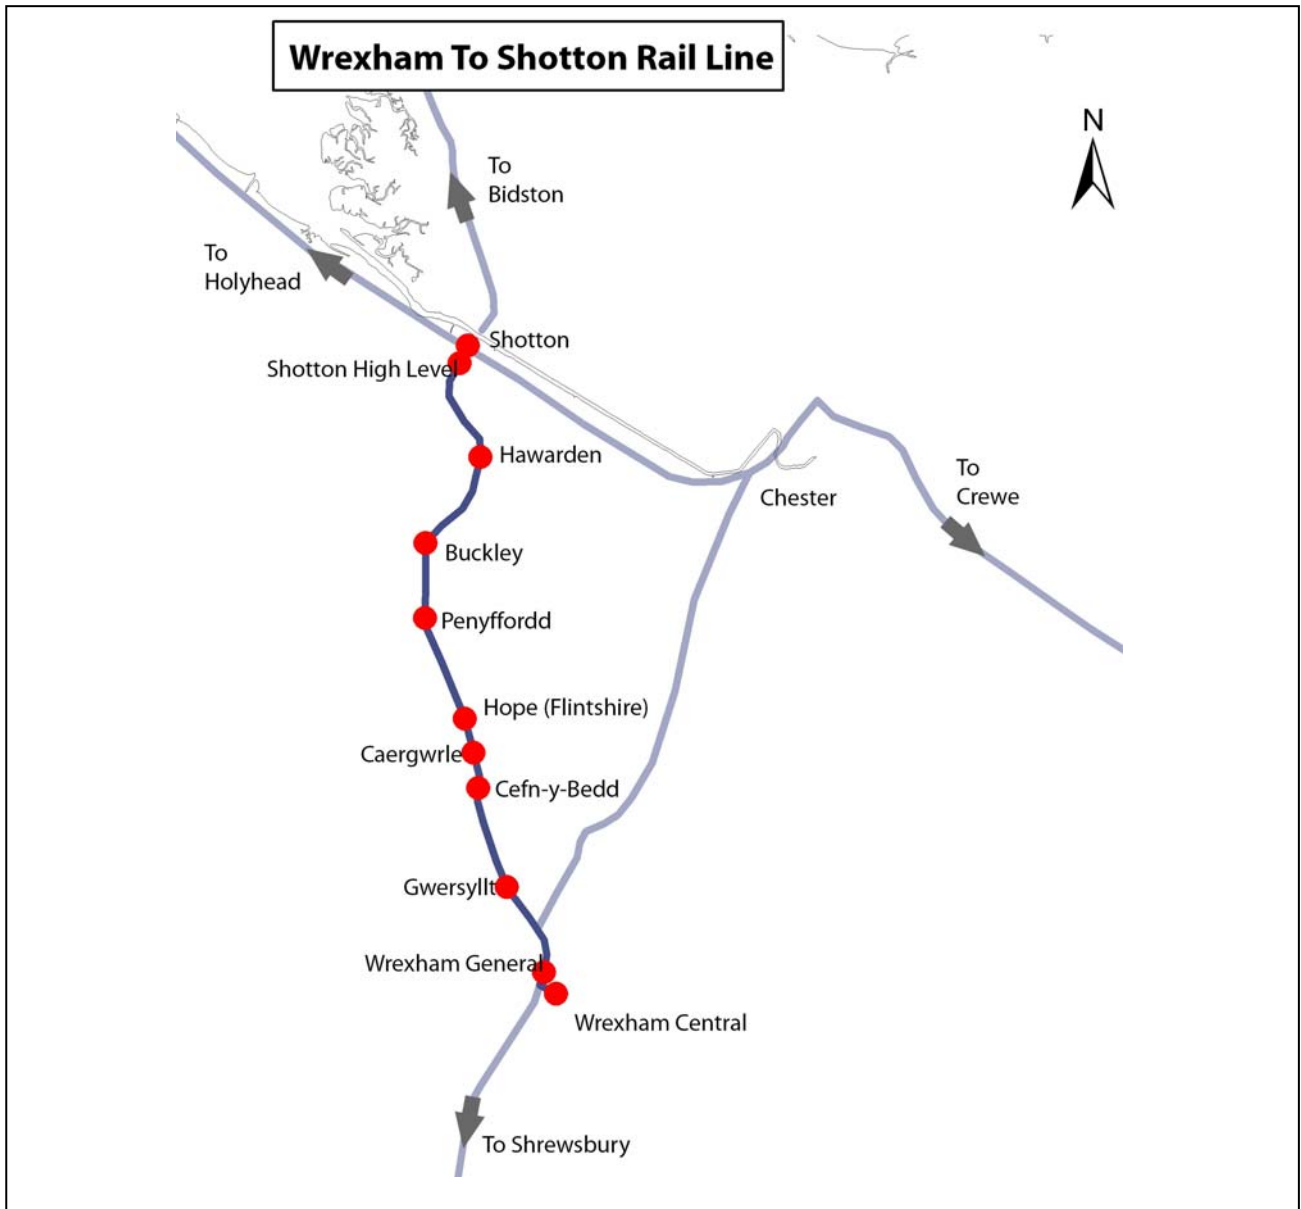 Wrexham To Shotton Rail Line
N
To
Bidston
To
Holyhead
Shotton
Shotton High Level
Hawarden
To
Crewe
Chester
Buckley
Penyffordd
Hope (Flintshire)
Caergwrle
Cefn-y-Bedd
Gwersyllt
Wrexham General
Wrexham Central
To Shrewsbury